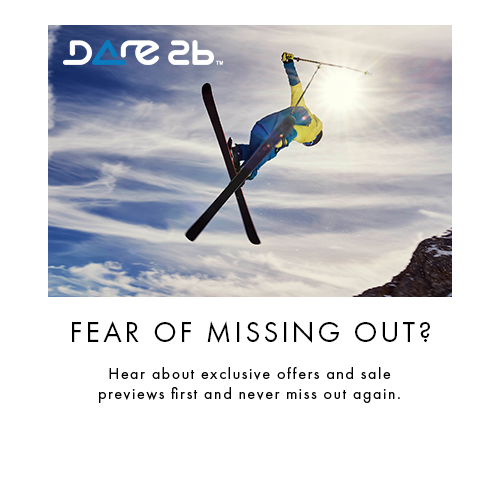 DARE 2b™
FEAR OF MISSING OUT?
Hear about exclusive offers and sale
previews first and never miss out again.